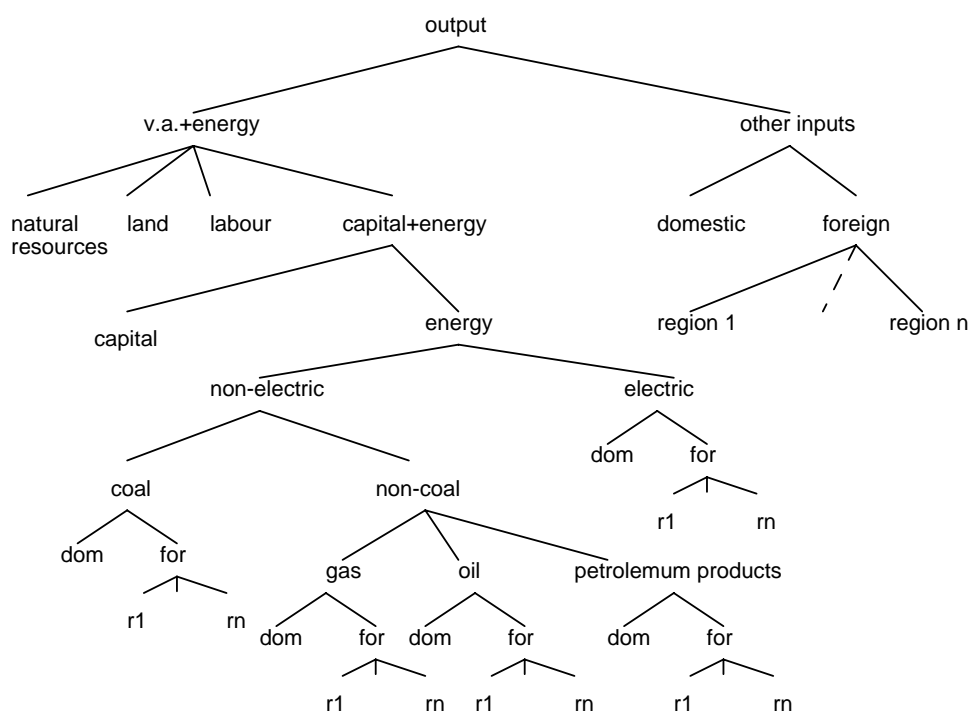 output
v.a.+energy other inputs
natural resources land labour capital+energy domestic foreign
capital energy region 1 region n
non-electric electric
dom for
coal non-coal
r1 rn
dom for
gas oil petrolemum products
r1 rn
dom for dom for dom for
r1 rn r1 rn r1 rn